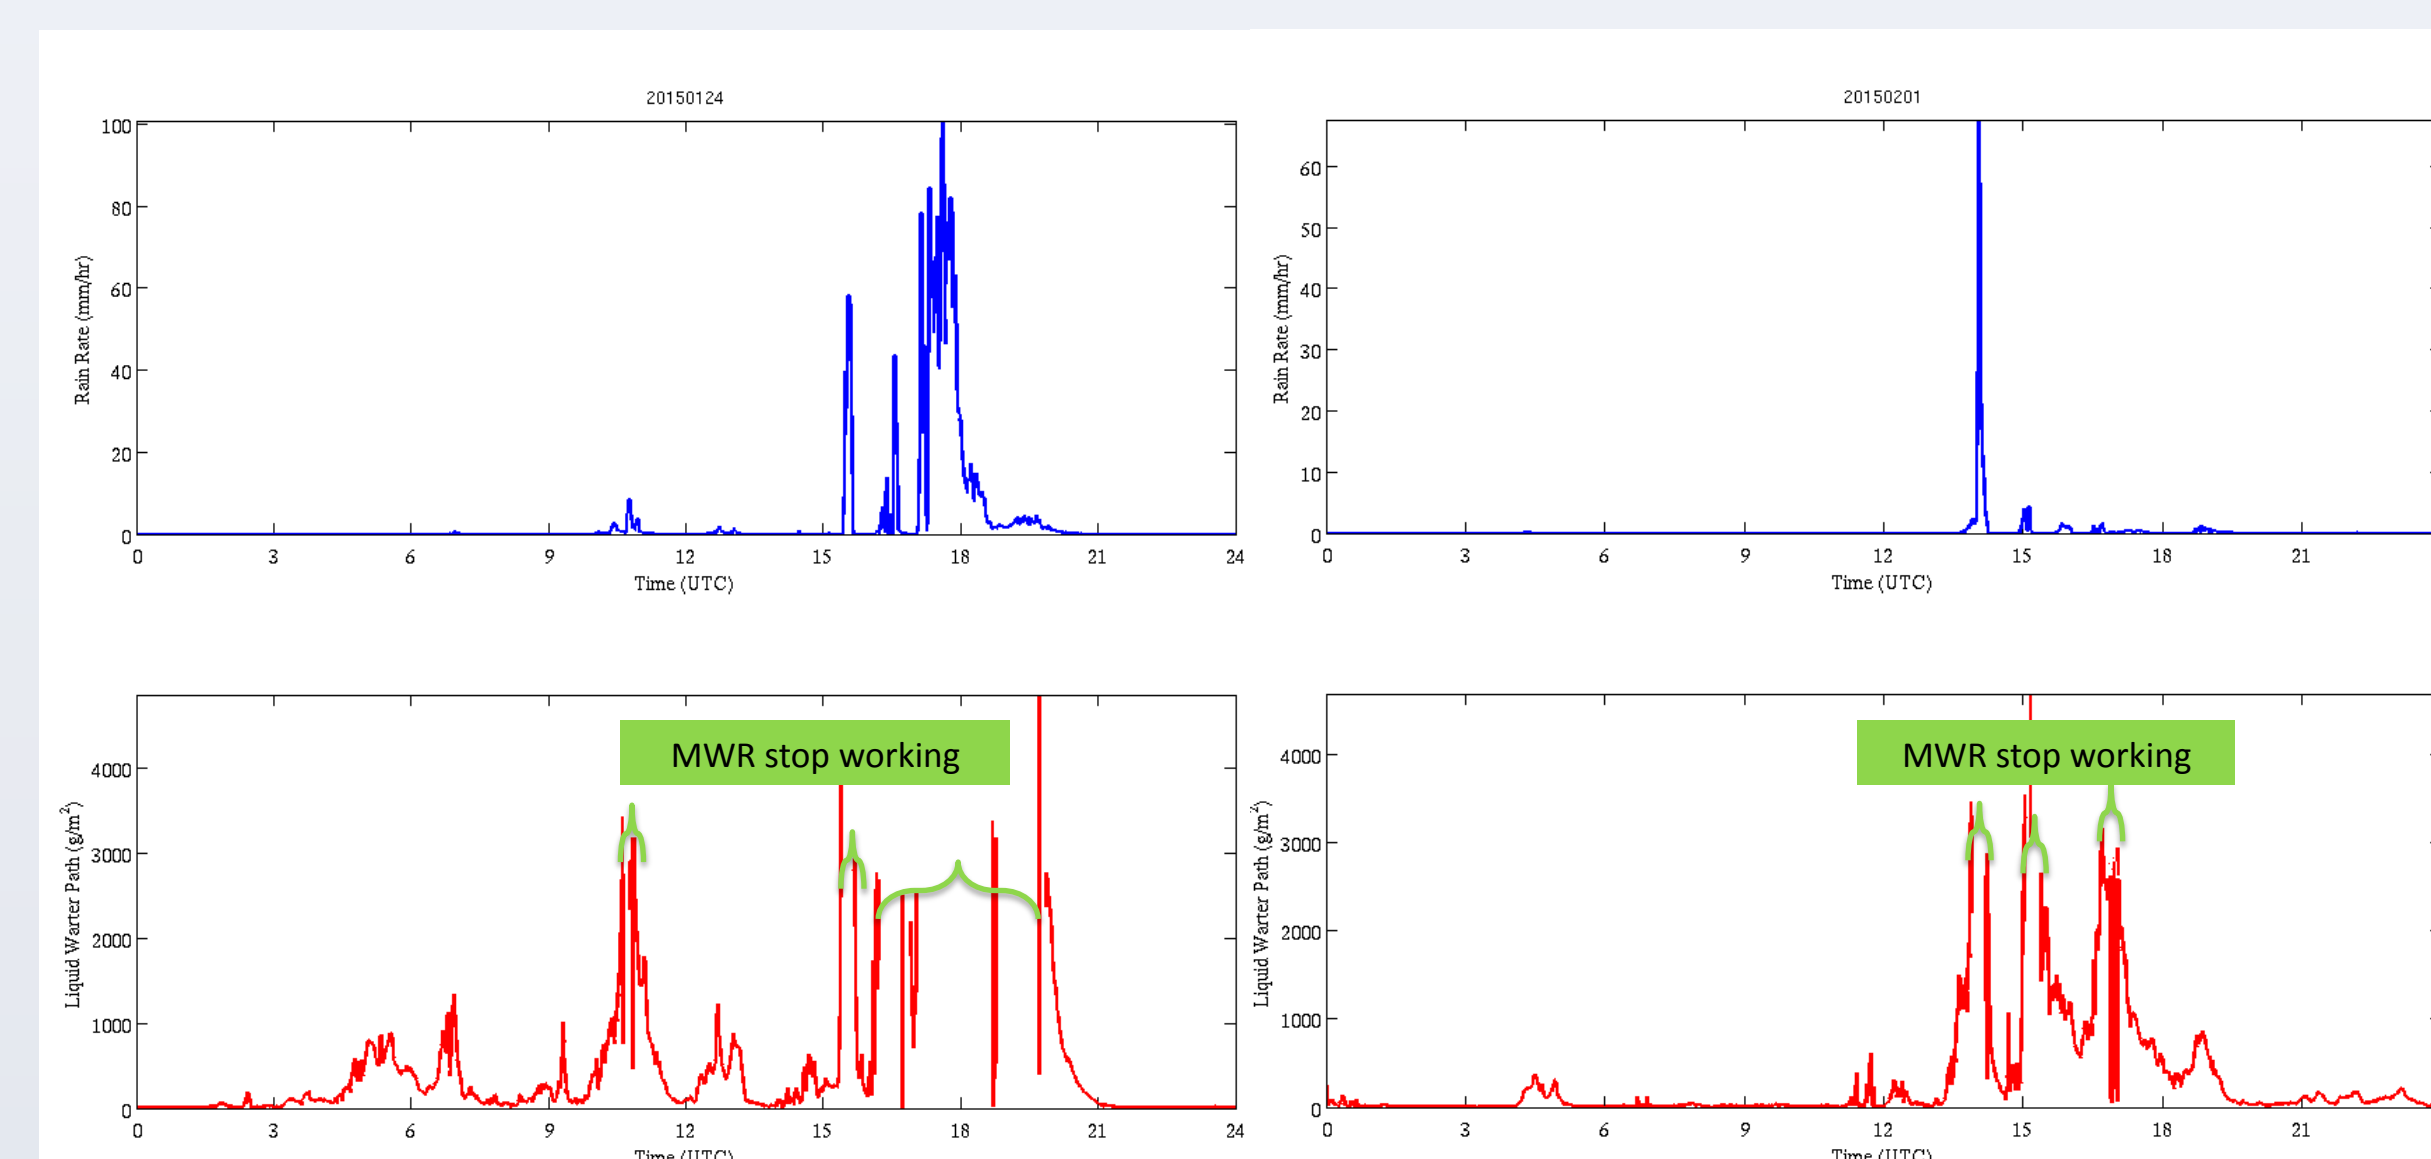 20150124
100
80
60
40
20
0
Rain Rate (mm/hr)
0 3 6 9 12 15 18 21 24
Time (UTC)
20150201
60
50
40
30
20
10
0
Rain Rate (mm/hr)
0 3 6 9 12 15 18 21
Time (UTC)
MWR stop working
4000
3000
2000
1000
0
Liquid Warter Path (g/m²)
0 3 6 9 12 15 18 21 24
Time (UTC)
MWR stop working
4000
3000
2000
1000
0
Liquid Warter Path (g/m²)
0 3 6 9 12 15 18 21
Time (UTC)